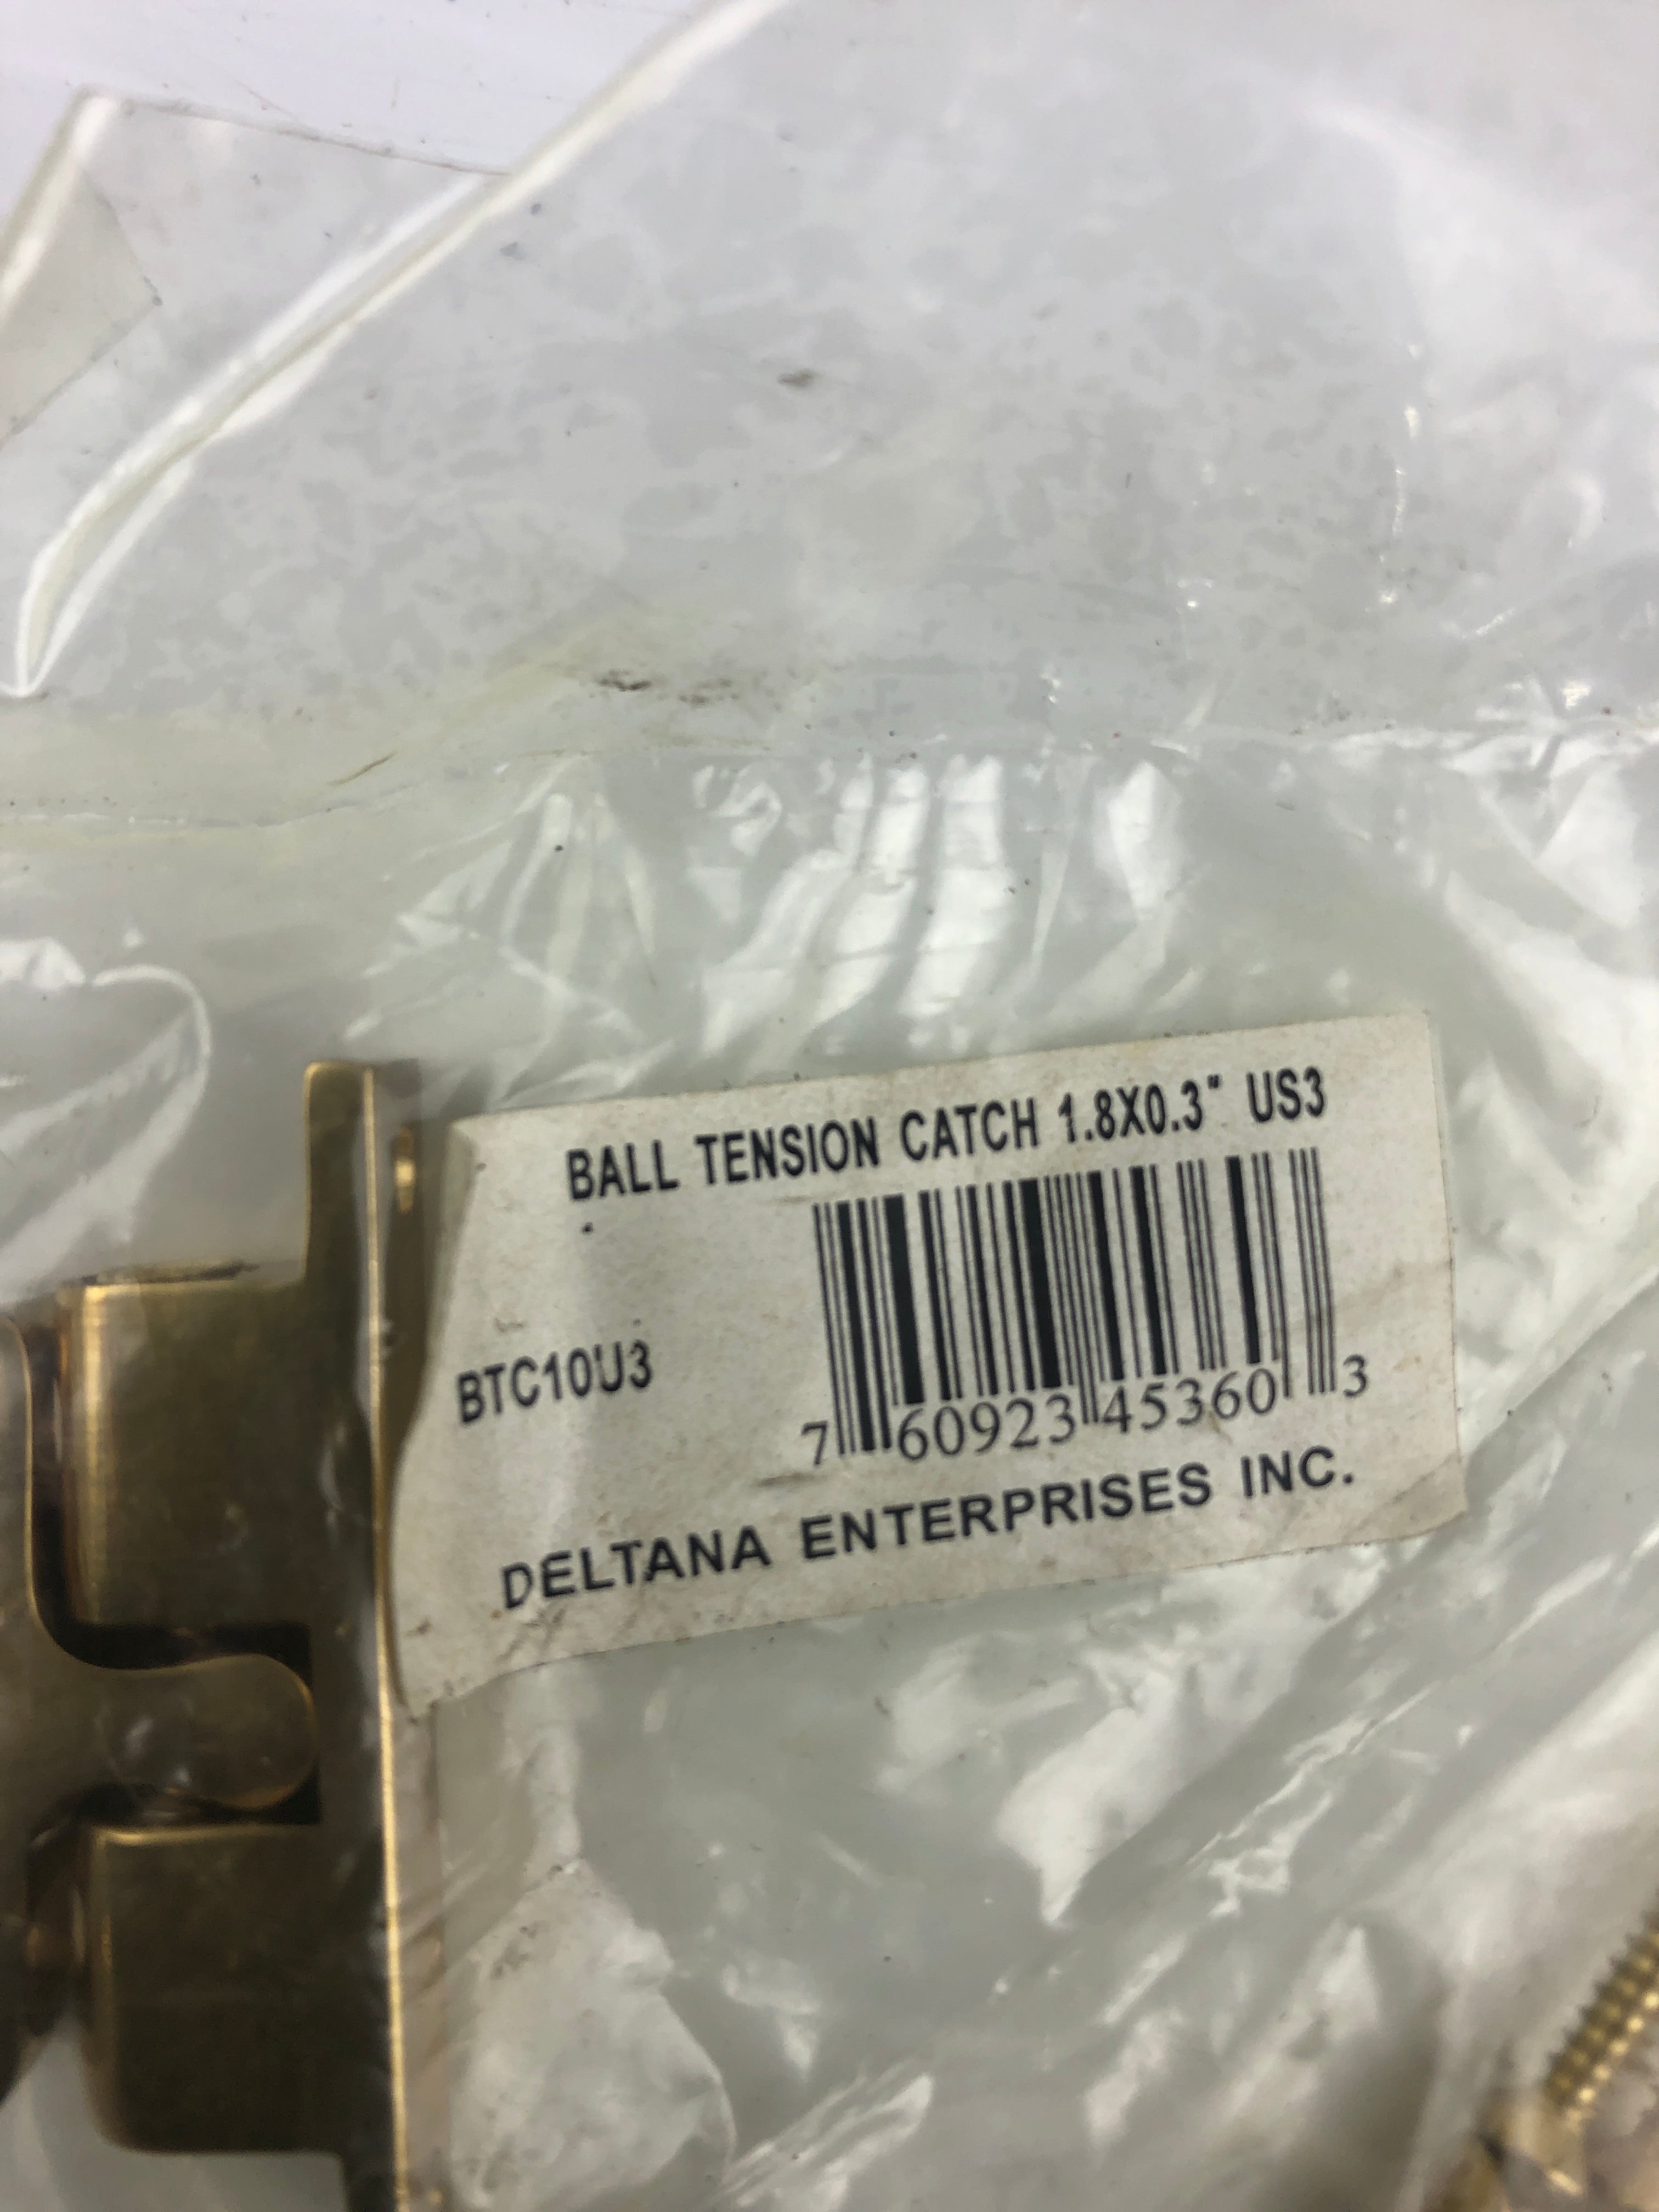 BALL TENSION CATCH 1.8X0.3" US3
BTC10U3
7 60923 45360 3
DELTANA ENTERPRISES INC.